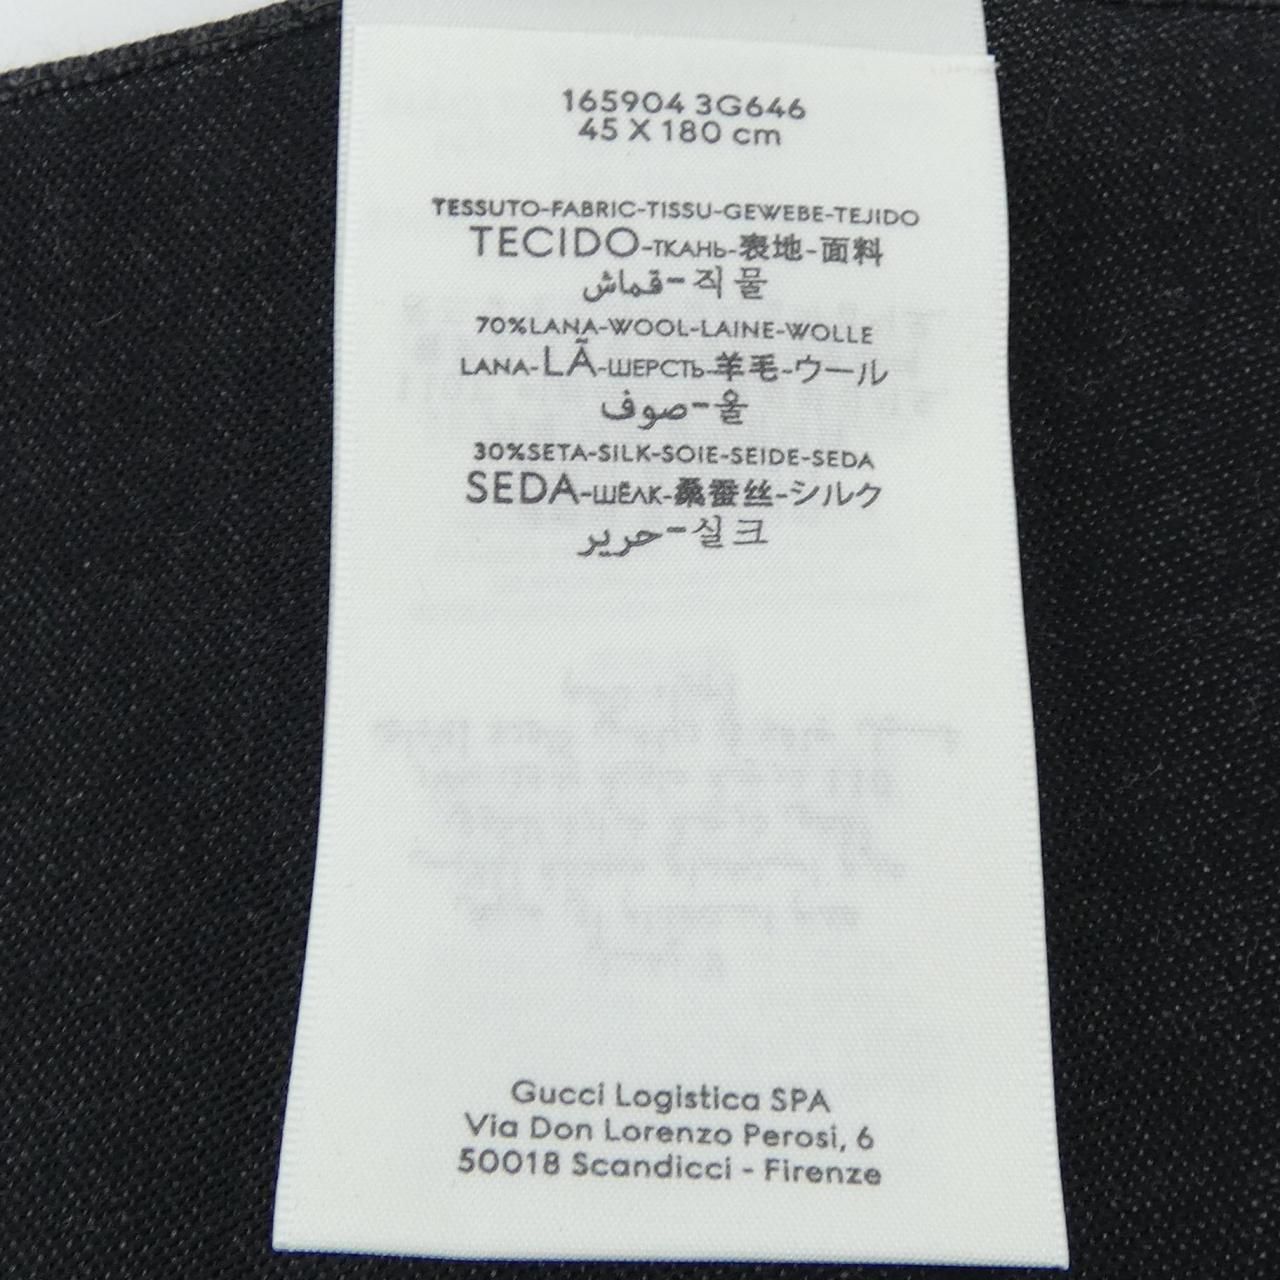 165904 3G646
45 X 180 cm
TESSUTO-FABRIC-TISSU-GEWEBE-TEJIDO
TECIDO-ТКАНЬ-表地-面料
قماش-직물
70%LANA-WOOL-LAINE-WOLLE
LANA-LÃ-ШЕРСТЬ-羊毛-ウール
صوف-울
30%SETA-SILK-SOIE-SEIDE-SEDA
SEDA-ШЁЛК-桑蚕丝-シルク
حرير-실크
Gucci Logistica SPA
Via Don Lorenzo Perosi, 6
50018 Scandicci - Firenze